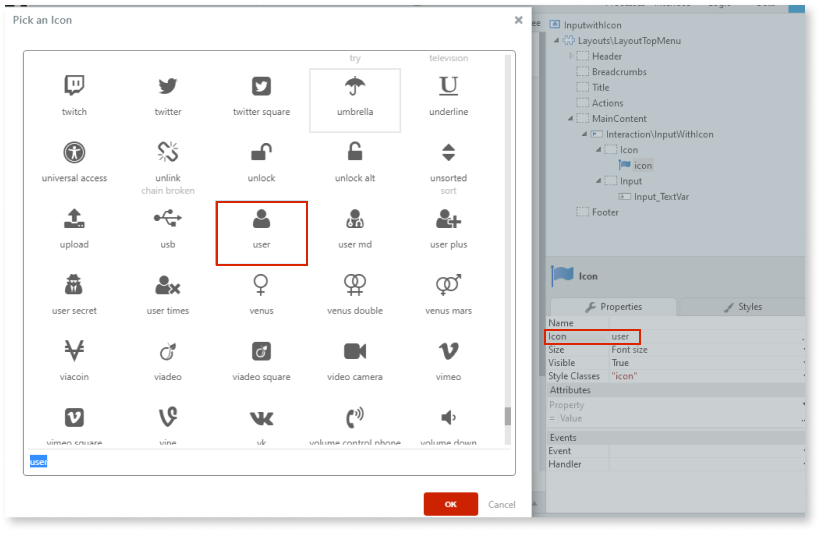 Pick an Icon
try television
twitch twitter twitter square umbrella underline
universal access unlink unlock unlock alt unsorted
chain broken sort
upload usb user user md user plus
user secret user times venus venus double venus mars
viacoin viadeo viadeo square video camera vimeo
vimeo square vine vk volume control phone volume down
user
OK Cancel
ee
InputwithIcon
Layouts\LayoutTopMenu
Header
Breadcrumbs
Title
Actions
MainContent
Interaction\InputWithIcon
Icon
icon
Input
Input_TextVar
Footer
Icon
Properties Styles
Name
Icon user
Size Font size
Visible True
Style Classes "icon"
Attributes
Property
= Value
Events
Event
Handler